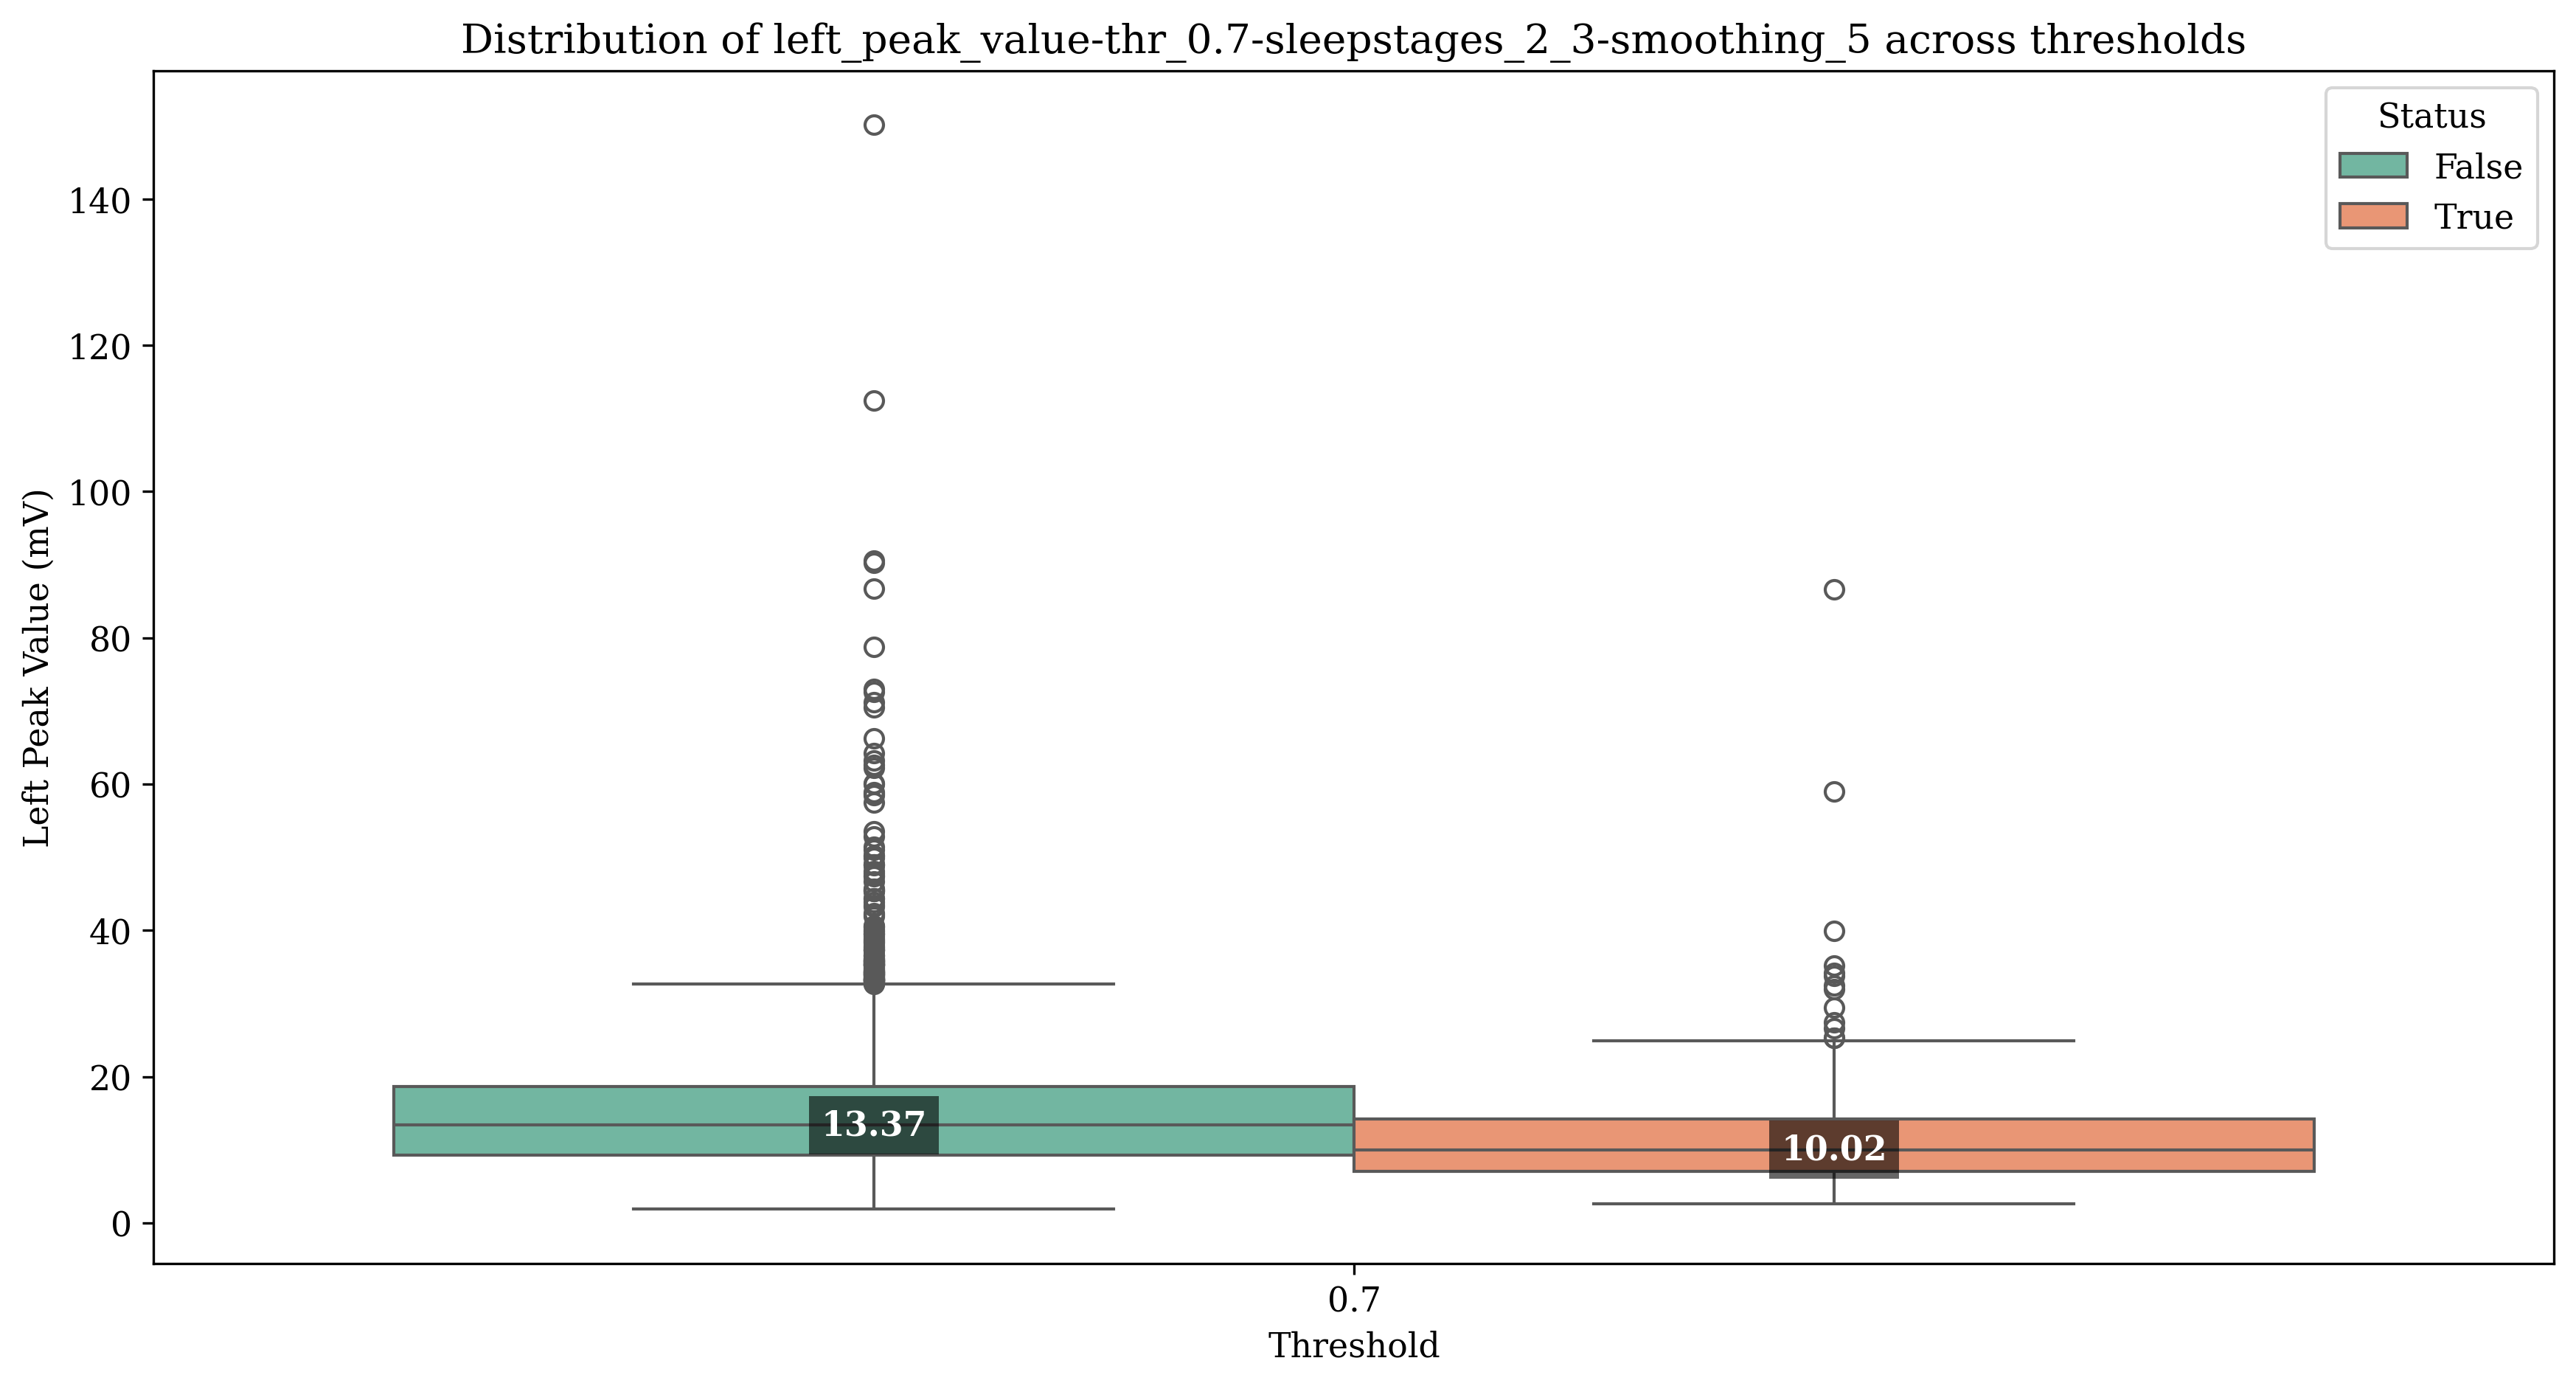 Distribution of left_peak_value-thr_0.7-sleepstages_2_3-smoothing_5 across thresholds
Status
False
True
Left Peak Value (mV)
140
120
100
80
60
40
20
0
13.37
10.02
0.7
Threshold